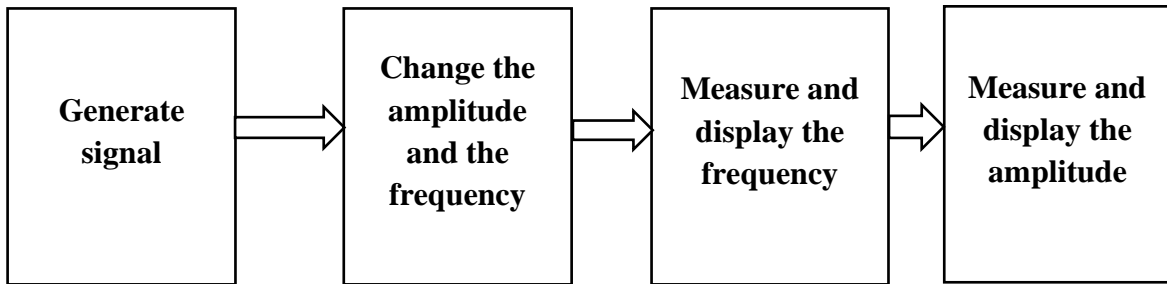 Generate
signal
Change the
amplitude
and the
frequency
Measure and
display the
frequency
Measure and
display the
amplitude